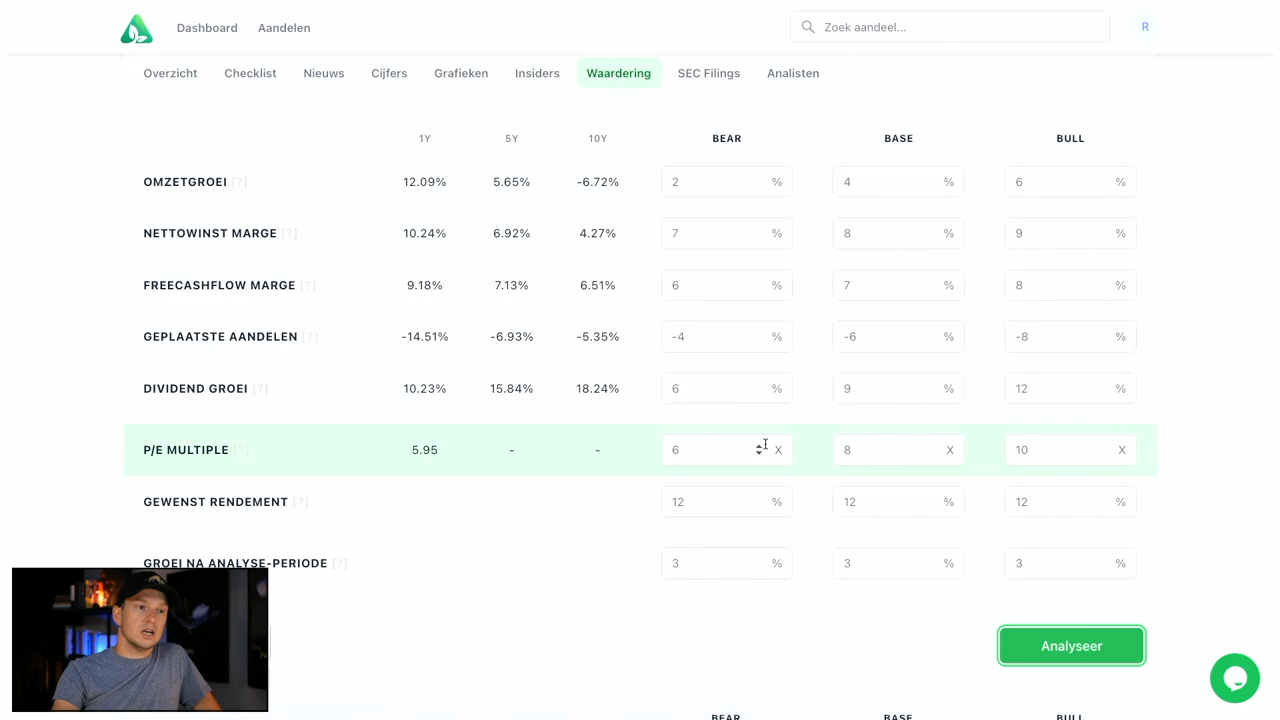 Dashboard Aandelen Zoek aandeel... R
Overzicht Checklist Nieuws Cijfers Grafieken Insiders Waardering SEC Filings Analisten
1Y 5Y 10Y BEAR BASE BULL
OMZETGROEI [?] 12.09% 5.65% -6.72% 2 % 4 % 6 %
NETTOWINST MARGE [?] 10.24% 6.92% 4.27% 7 % 8 % 9 %
FREECASHFLOW MARGE [?] 9.18% 7.13% 6.51% 6 % 7 % 8 %
GEPLAATSTE AANDELEN [?] -14.51% -6.93% -5.35% -4 % -6 % -8 %
DIVIDEND GROEI [?] 10.23% 15.84% 18.24% 6 % 9 % 12 %
P/E MULTIPLE [?] 5.95 - - 6 X 8 X 10 X
GEWENST RENDEMENT [?] 12 % 12 % 12 %
GROEI NA ANALYSE-PERIODE [?] 3 % 3 % 3 %
Analyseer
BEAR BASE BULL